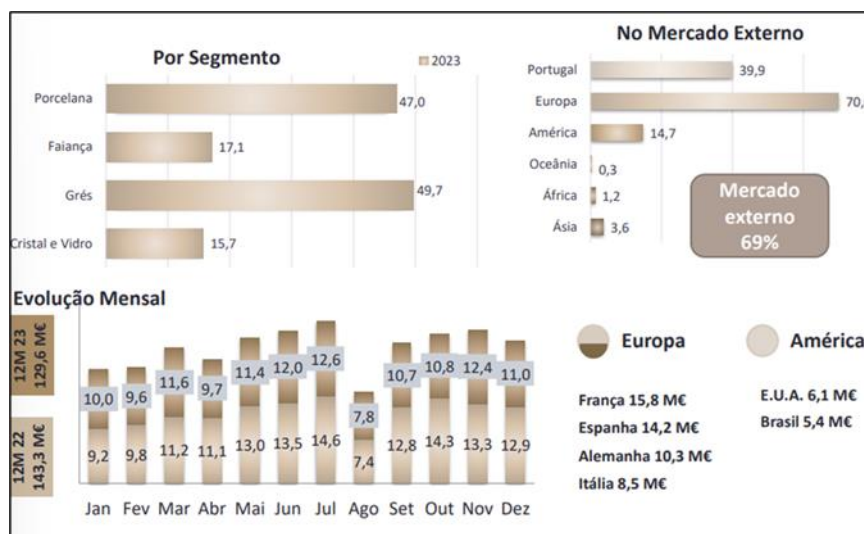 Por Segmento
2023
Porcelana 47,0
Faiança 17,1
Grés 49,7
Cristal e Vidro 15,7
No Mercado Externo
Portugal 39,9
Europa 70,
América 14,7
Oceânia 0,3
África 1,2
Ásia 3,6
Mercado
externo
69%
Evolução Mensal
12M 23
129,6 M€
12M 22
143,3 M€
10,0 9,6 11,6 9,7 11,4 12,0 12,6 7,8 10,7 10,8 12,4 11,0
9,2 9,8 11,2 11,1 13,0 13,5 14,6 7,4 12,8 14,3 13,3 12,9
Jan Fev Mar Abr Mai Jun Jul Ago Set Out Nov Dez
Europa
França 15,8 M€
Espanha 14,2 M€
Alemanha 10,3 M€
Itália 8,5 M€
América
E.U.A. 6,1 M€
Brasil 5,4 M€